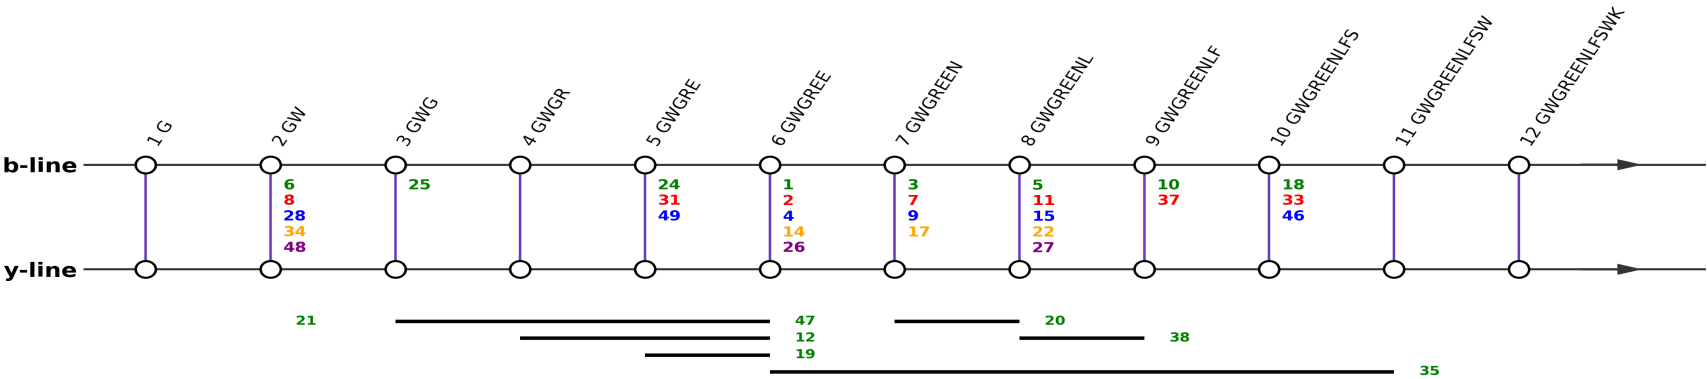 1 G
2 GW
3 GWG
4 GWGR
5 GWGRE
6 GWGREE
7 GWGREEN
8 GWGREENL
9 GWGREENLF
10 GWGREENLFS
11 GWGREENLFSW
12 GWGREENLFSWK
b-line
6
8
28
34
48
25
24
31
49
1
2
4
14
26
3
7
9
17
5
11
15
22
27
10
37
18
33
46
y-line
21
47
20
12
38
19
35